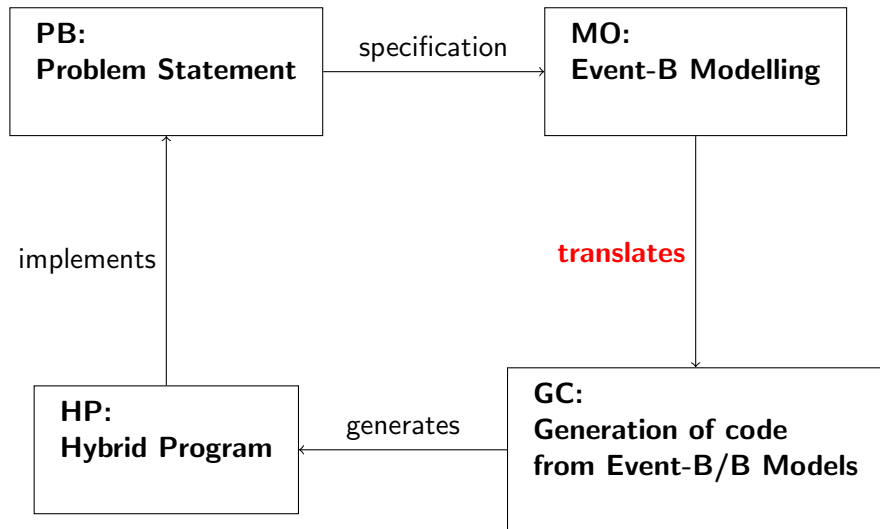 PB:
Problem Statement
specification
MO:
Event-B Modelling
implements
translates
HP:
Hybrid Program
generates
GC:
Generation of code
from Event-B/B Models